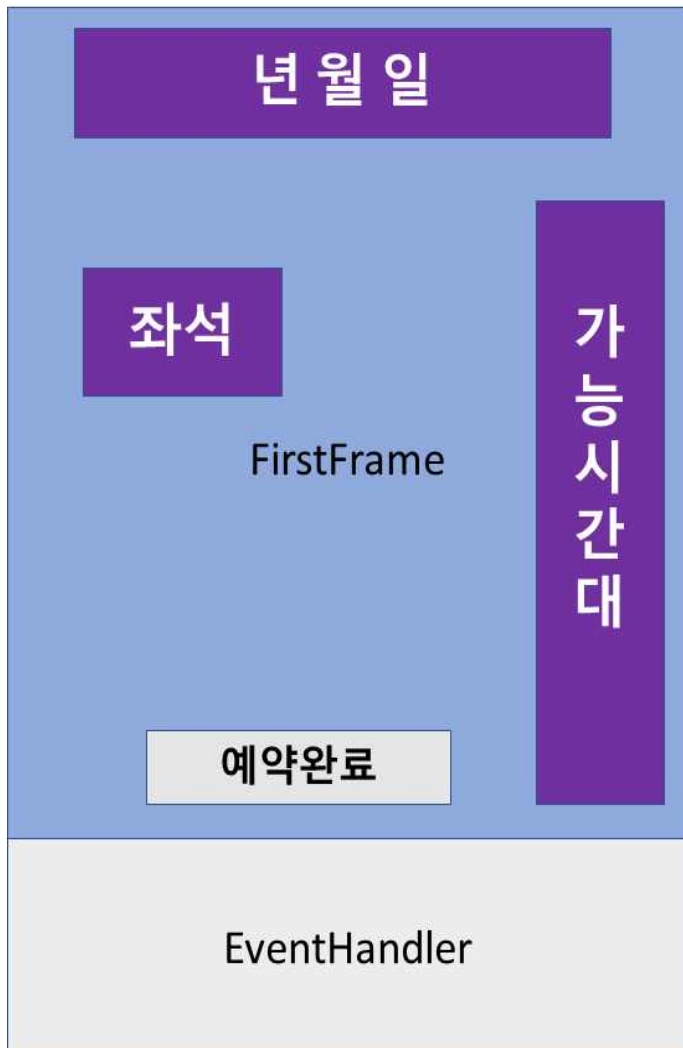 년 월 일
좌석
가
능
시
간
대
FirstFrame
예약완료
EventHandler